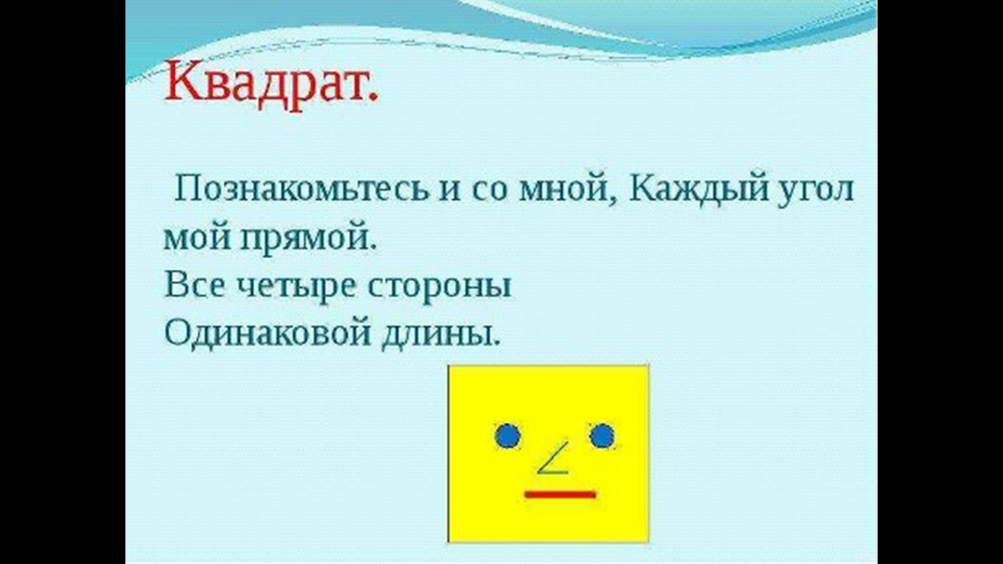 Квадрат.
Познакомьтесь и со мной, Каждый угол
мой прямой.
Все четыре стороны
Одинаковой длины.